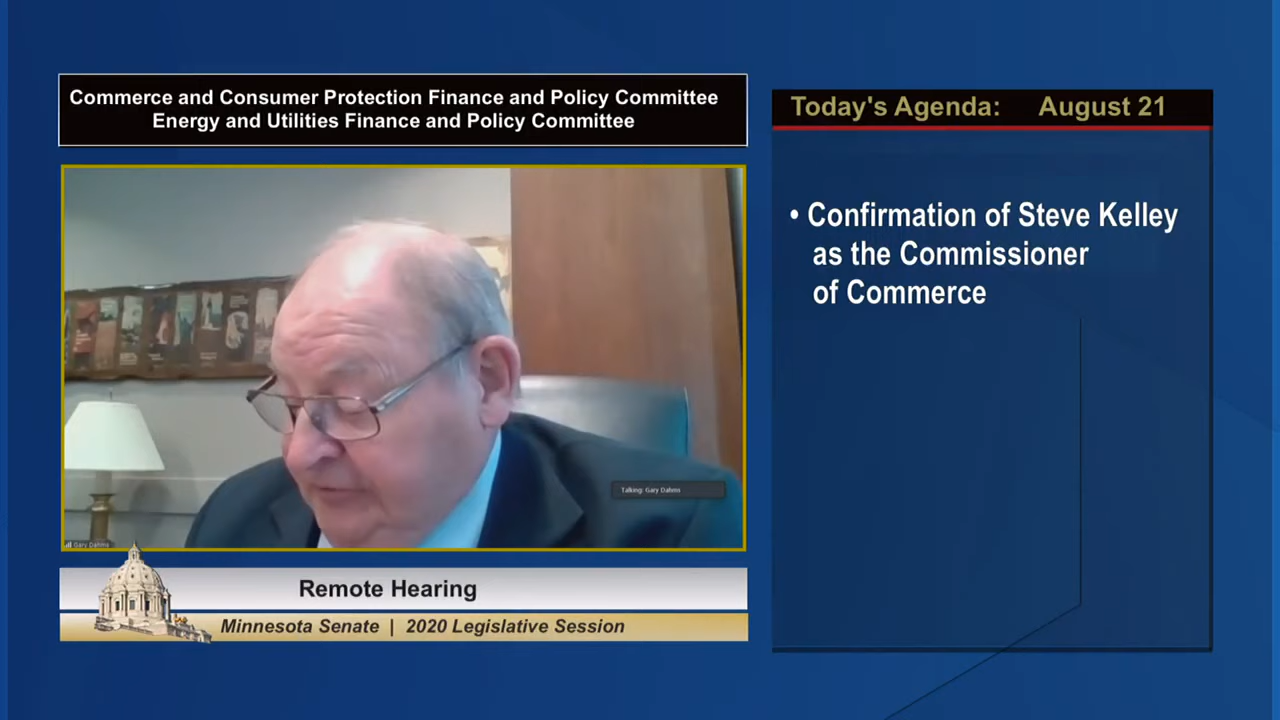 Commerce and Consumer Protection Finance and Policy Committee
Energy and Utilities Finance and Policy Committee
Today's Agenda: August 21
• Confirmation of Steve Kelley
as the Commissioner
of Commerce
Talking: Gary Dahms
Gary Dahms
Remote Hearing
Minnesota Senate | 2020 Legislative Session